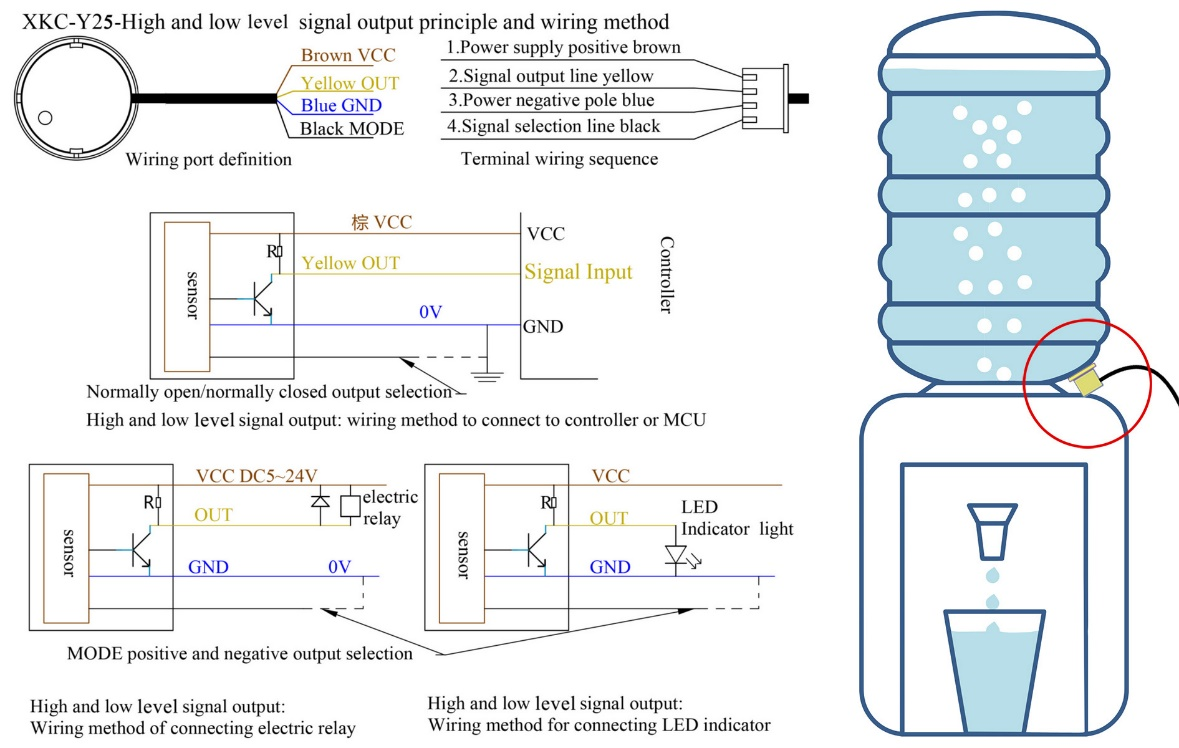 XKC-Y25-High and low level signal output principle and wiring method
Brown VCC
Yellow OUT
Blue GND
Black MODE
Wiring port definition
1.Power supply positive brown
2.Signal output line yellow
3.Power negative pole blue
4.Signal selection line black
Terminal wiring sequence
sensor
R
棕 VCC
Yellow OUT
0V
VCC
Signal Input
GND
Controller
Normally open/normally closed output selection
High and low level signal output: wiring method to connect to controller or MCU
sensor
R
VCC DC5~24V
OUT
GND
0V
electric
relay
sensor
R
VCC
OUT
GND
LED
Indicator light
MODE positive and negative output selection
High and low level signal output:
Wiring method of connecting electric relay
High and low level signal output:
Wiring method for connecting LED indicator